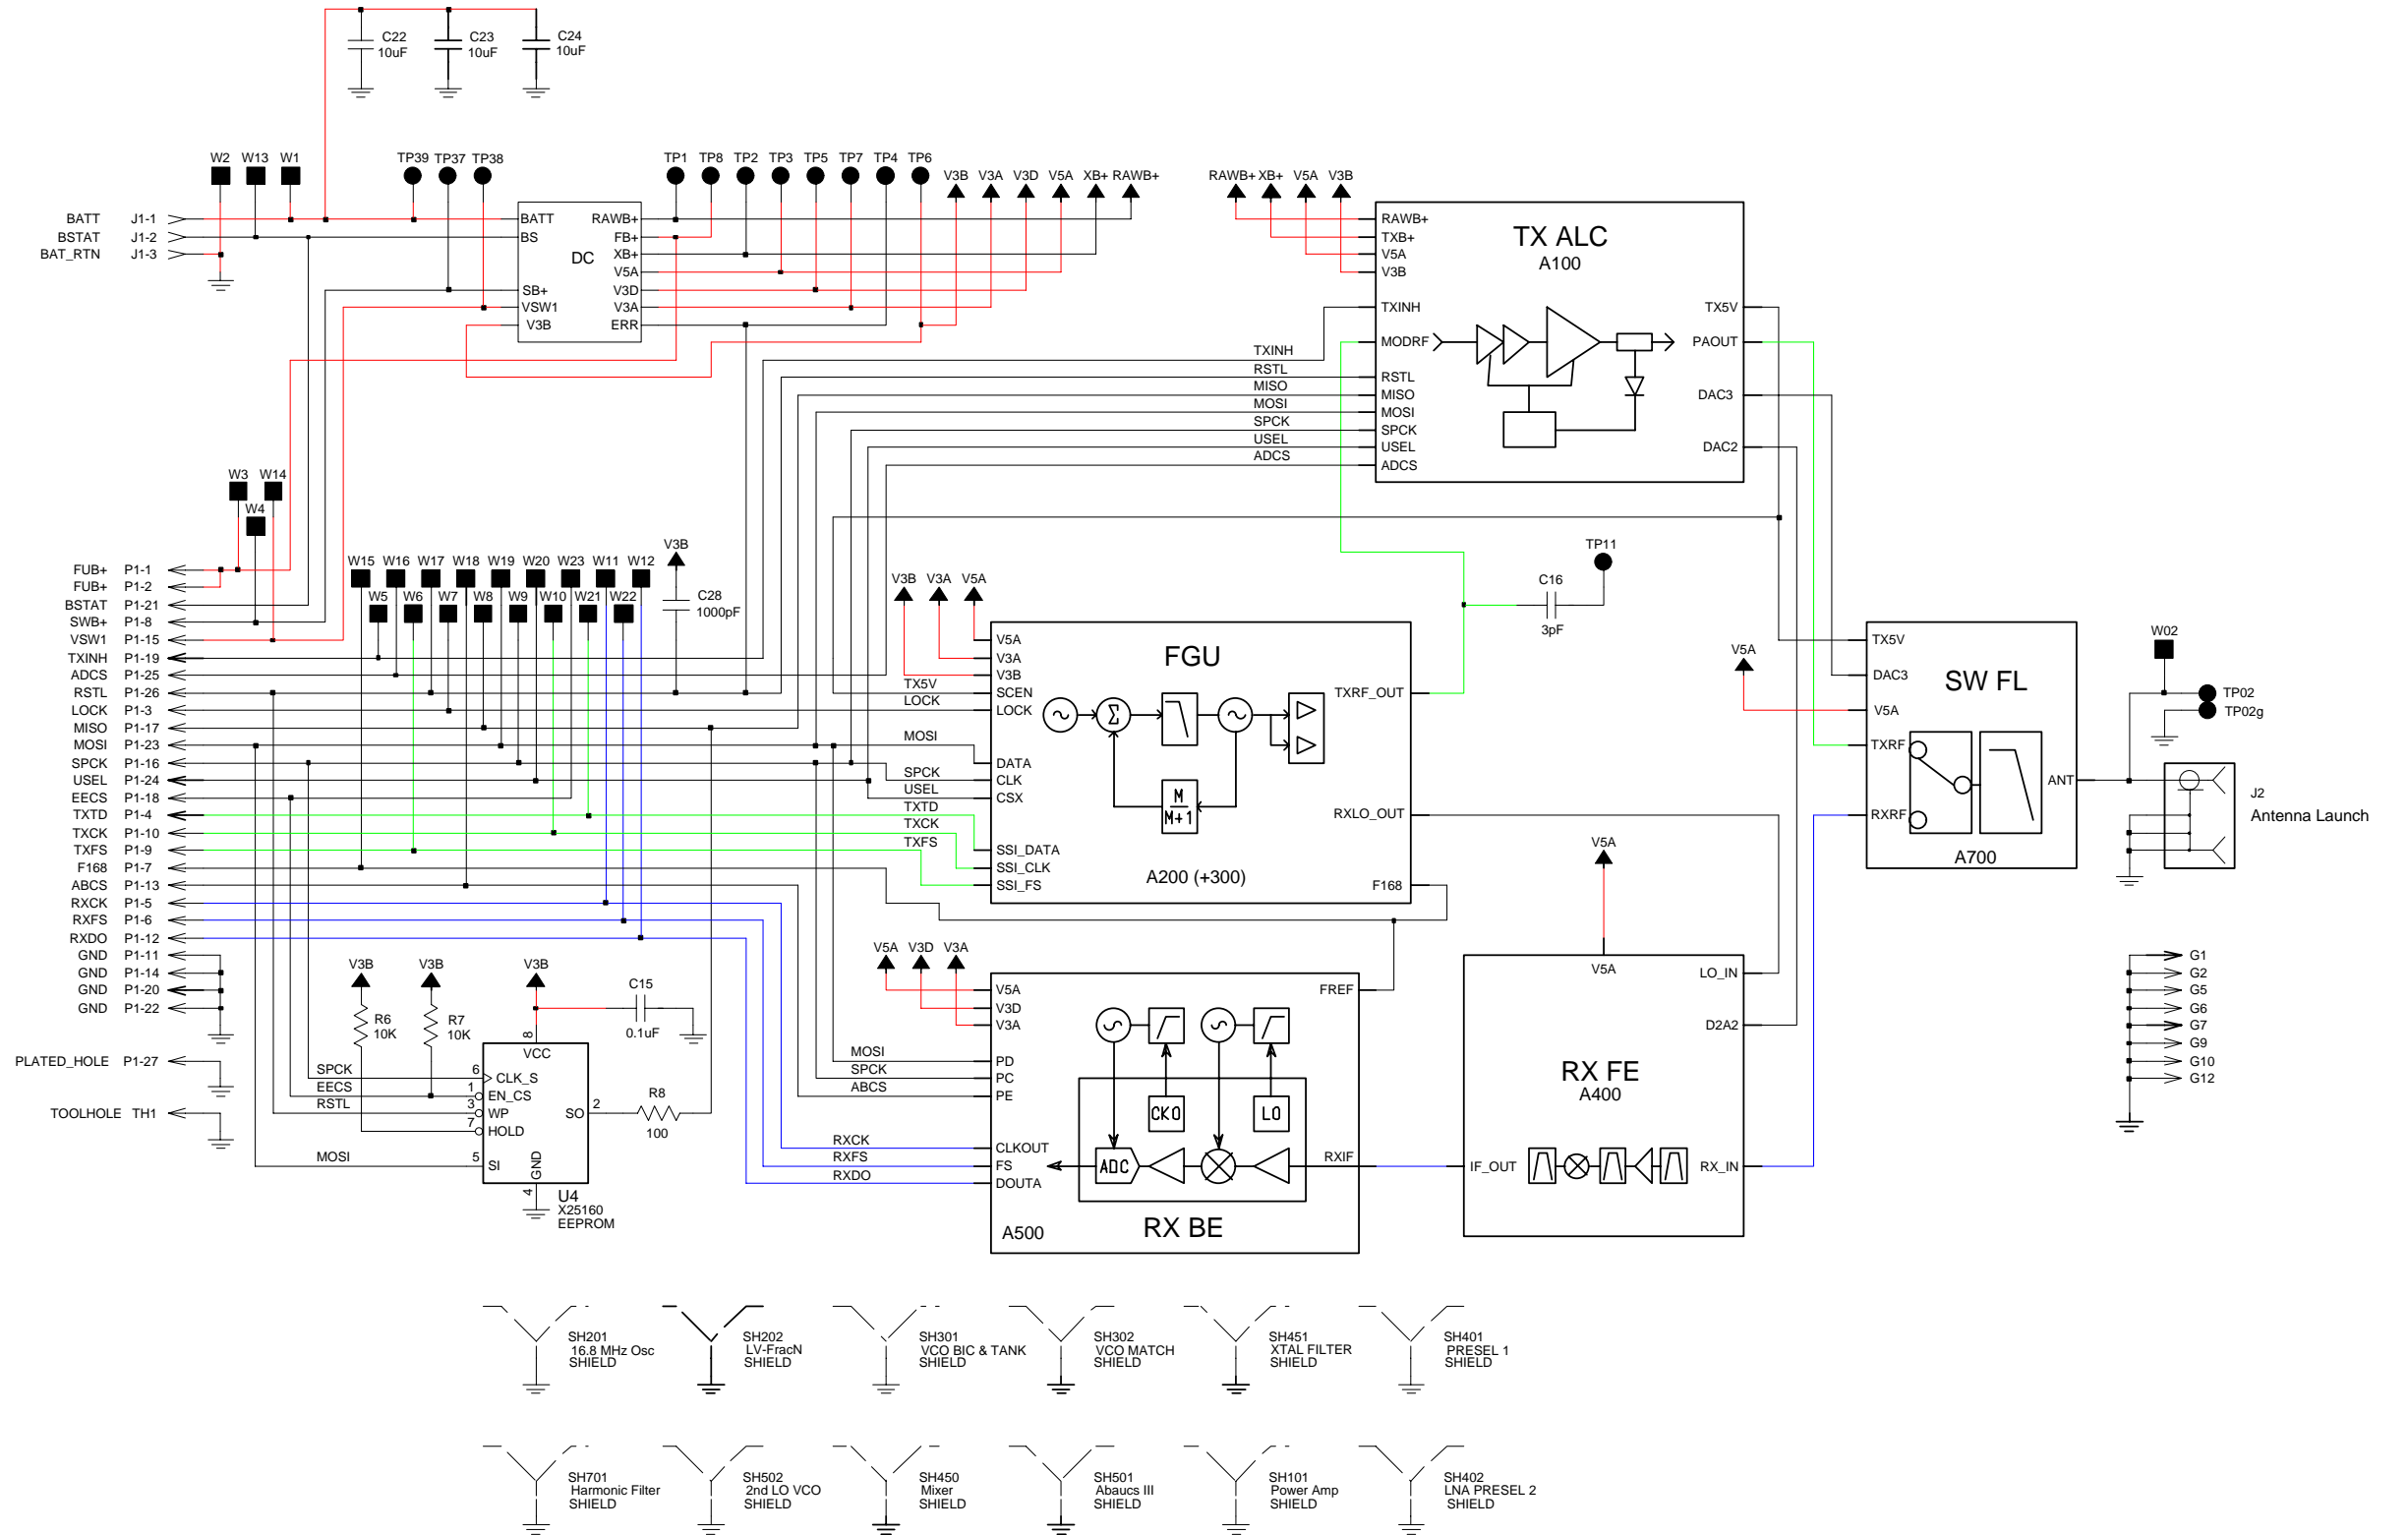 C22
10uF
C23
10uF
C24
10uF
W2 W13 W1
TP39 TP37 TP38
TP1 TP8 TP2 TP3 TP5 TP7 TP4 TP6
V3B V3A V3D V5A XB+ RAWB+
RAWB+ XB+ V5A V3B
BATT J1-1
BSTAT J1-2
BAT_RTN J1-3
BATT
BS
SB+
VSW1
V3B
DC
RAWB+
FB+
XB+
V5A
V3D
V3A
ERR
TX ALC
A100
RAWB+
TXB+
V5A
V3B
TXINH
MODRF
RSTL
MISO
MOSI
SPCK
USEL
ADCS
TX5V
PAOUT
DAC3
DAC2
TXINH
RSTL
MISO
MOSI
SPCK
USEL
ADCS
W3 W14
W4
W15 W16 W17 W18 W19 W20 W23 W11 W12
W5 W6 W7 W8 W9 W10 W21 W22
V3B
C28
1000pF
FUB+ P1-1
FUB+ P1-2
BSTAT P1-21
SWB+ P1-8
VSW1 P1-15
TXINH P1-19
ADCS P1-25
RSTL P1-26
LOCK P1-3
MISO P1-17
MOSI P1-23
SPCK P1-16
USEL P1-24
EECS P1-18
TXTD P1-4
TXCK P1-10
TXFS P1-9
F168 P1-7
ABCS P1-13
RXCK P1-5
RXFS P1-6
RXDO P1-12
GND P1-11
GND P1-14
GND P1-20
GND P1-22
PLATED_HOLE P1-27
TOOLHOLE TH1
V3B V3A V5A
TX5V
LOCK
MOSI
SPCK
USEL
TXTD
TXCK
TXFS
FGU
V5A
V3A
V3B
SCEN
LOCK
DATA
CLK
CSX
SSI_DATA
SSI_CLK
SSI_FS
Σ
M
M+1
TXRF_OUT
RXLO_OUT
F168
A200 (+300)
TP11
C16
3pF
V5A
SW FL
TX5V
DAC3
V5A
TXRF
RXRF
ANT
A700
W02
TP02
TP02g
J2
Antenna Launch
V5A
V5A
LO_IN
D2A2
RX FE
A400
IF_OUT
RX_IN
G1
G2
G5
G6
G7
G9
G10
G12
V5A V3D V3A
V5A
V3D
V3A
FREF
MOSI
SPCK
ABCS
PD
PC
PE
CKO
LO
RXCK
RXFS
RXDO
CLKOUT
FS
DOUTA
ADC
RXIF
RX BE
A500
V3B V3B V3B
R6
10K
R7
10K
C15
0.1uF
8
VCC
SPCK 6 CLK_S
EECS 1 EN_CS
RSTL 3 WP
7 HOLD
MOSI 5 SI
SO 2
GND
4
R8
100
U4
X25160
EEPROM
SH201
16.8 MHz Osc
SHIELD
SH202
LV-FracN
SHIELD
SH301
VCO BIC & TANK
SHIELD
SH302
VCO MATCH
SHIELD
SH451
XTAL FILTER
SHIELD
SH401
PRESEL 1
SHIELD
SH701
Harmonic Filter
SHIELD
SH502
2nd LO VCO
SHIELD
SH450
Mixer
SHIELD
SH501
Abaucs III
SHIELD
SH101
Power Amp
SHIELD
SH402
LNA PRESEL 2
SHIELD